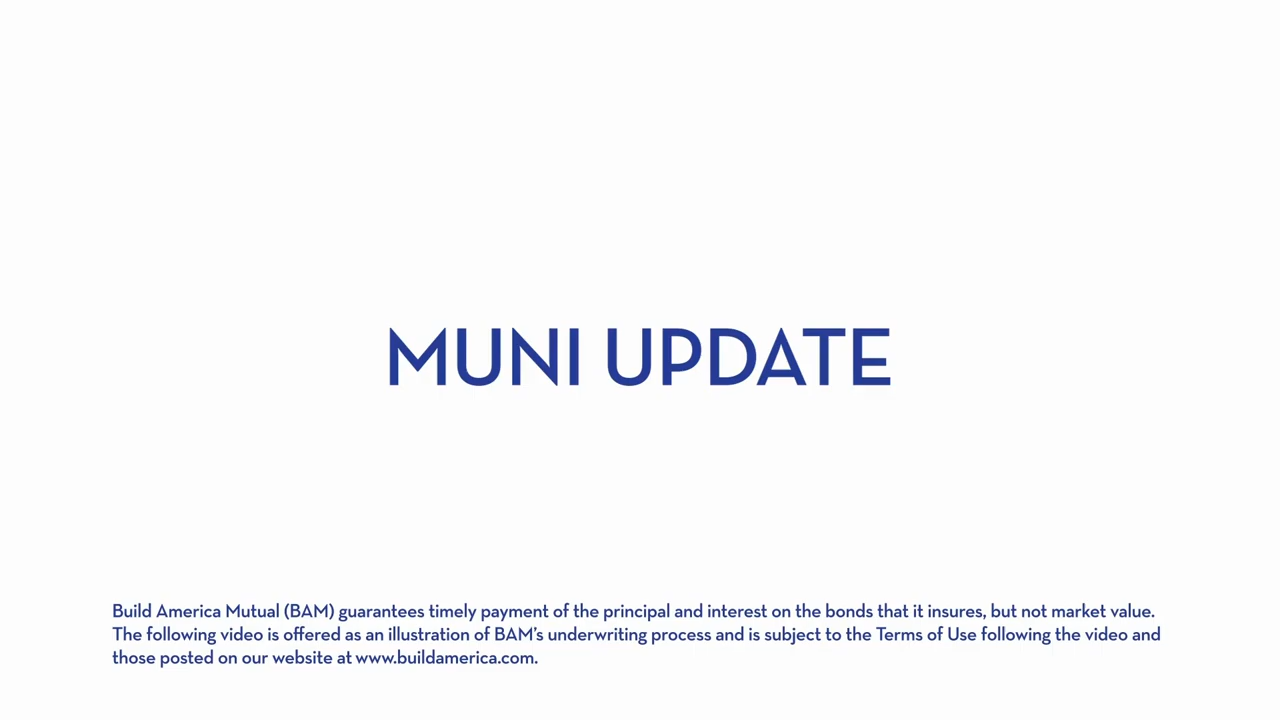 MUNI UPDATE
Build America Mutual (BAM) guarantees timely payment of the principal and interest on the bonds that it insures, but not market value.
The following video is offered as an illustration of BAM’s underwriting process and is subject to the Terms of Use following the video and
those posted on our website at www.buildamerica.com.